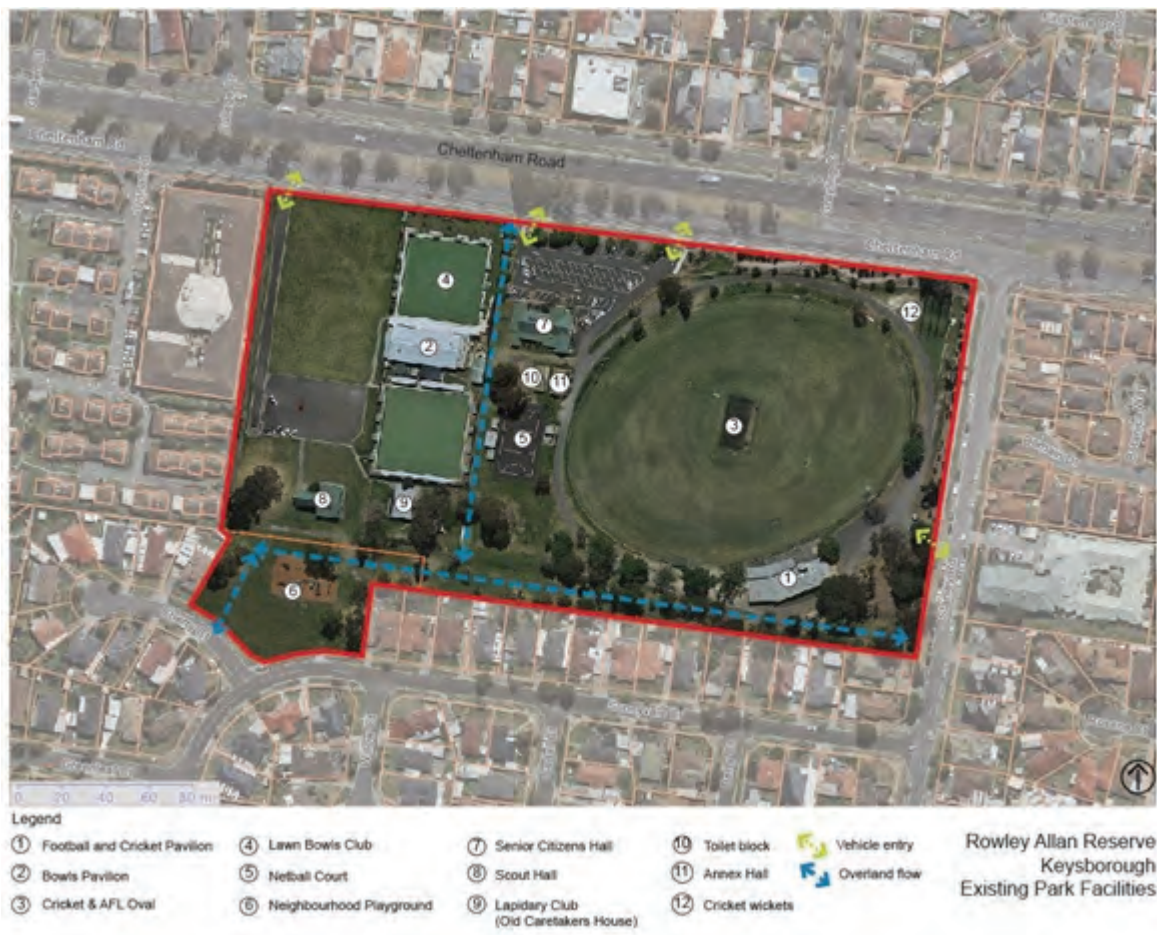 Cheltenham Rd
Cheltenham Road
Cheltenham Rd
4
7
12
2
10
11
5
3
8
9
1
6
0 20 40 60 80 m
Legend
1 Football and Cricket Pavilion
2 Bowls Pavilion
3 Cricket & AFL Oval
4 Lawn Bowls Club
5 Netball Court
6 Neighbourhood Playground
7 Senior Citizens Hall
8 Scout Hall
9 Lapidary Club
(Old Caretakers House)
10 Toilet block
11 Annex Hall
12 Cricket wickets
Vehicle entry
Overland flow
Rowley Allan Reserve
Keysborough
Existing Park Facilities